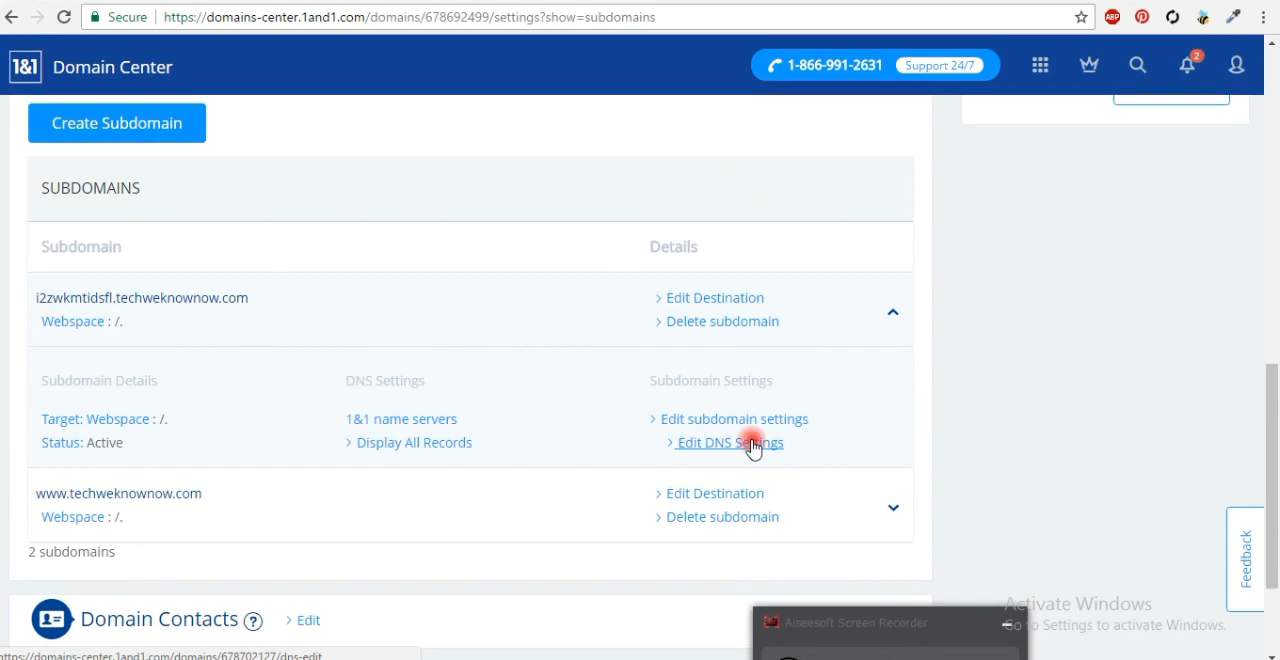 Secure https://domains-center.1and1.com/domains/678692499/settings?show=subdomains
ABP
1&1 Domain Center
1-866-991-2631 Support 24/7
2
Create Subdomain
SUBDOMAINS
Subdomain Details
i2zwkmtidsfl.techweknownow.com > Edit Destination
Webspace : /. > Delete subdomain
Subdomain Details DNS Settings Subdomain Settings
Target: Webspace : /. 1&1 name servers > Edit subdomain settings
Status: Active > Display All Records > Edit DNS Settings
www.techweknownow.com > Edit Destination
Webspace : /. > Delete subdomain
2 subdomains
Feedback
Domain Contacts ? > Edit
Aiseesoft Screen Recorder
Activate Windows
Go to Settings to activate Windows.
https://domains-center.1and1.com/domains/678702127/dns-edit